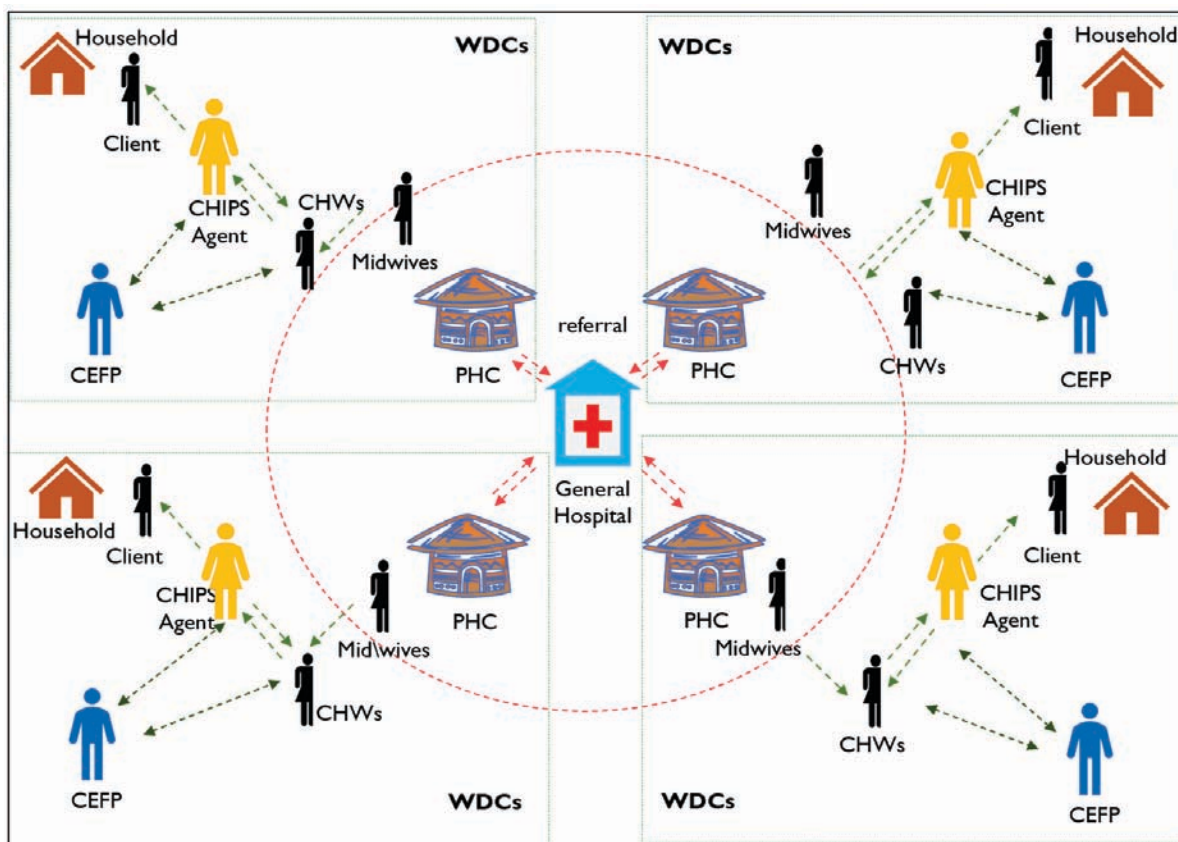 Household
WDCs
Client
CHIPS
Agent
CHWs
Midwives
CEFP
PHC
WDCs
Household
Client
CHIPS
Agent
Midwives
CHWs
CEFP
PHC
referral
General
Hospital
Household
Client
CHIPS
Agent
PHC
Mid\wives
CHWs
CEFP
WDCs
Household
Client
CHIPS
Agent
PHC
Midwives
CHWs
WDCs
CEFP